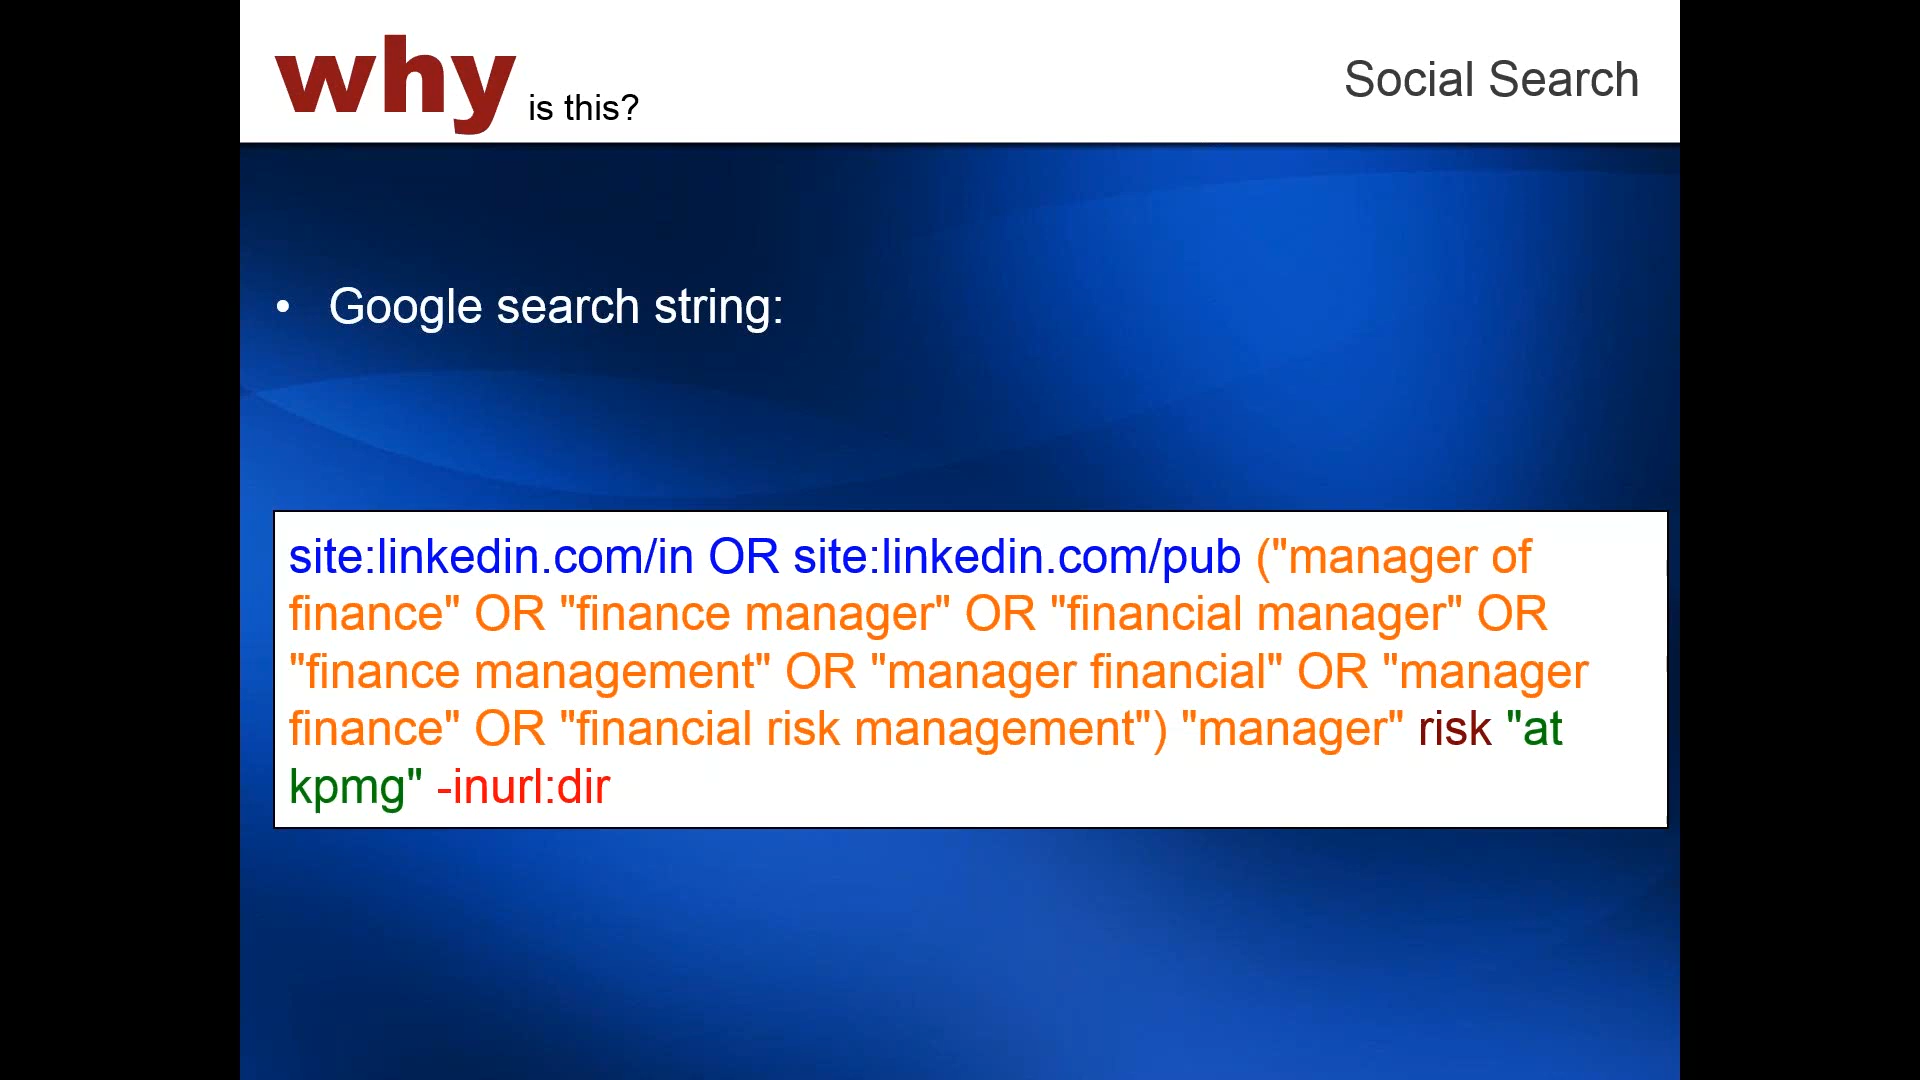 why is this?
Social Search
• Google search string:
site:linkedin.com/in OR site:linkedin.com/pub ("manager of
finance" OR "finance manager" OR "financial manager" OR
"finance management" OR "manager financial" OR "manager
finance" OR "financial risk management") "manager" risk "at
kpmg" -inurl:dir